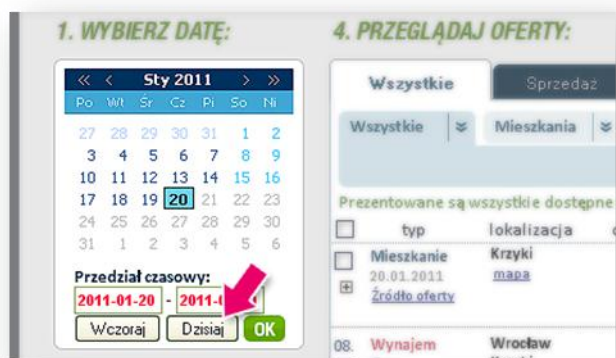 1. WYBIERZ DATĘ:
« < Sty 2011 > »
Po Wt Śr Cz Pi So Ni
27 28 29 30 31 1 2
3 4 5 6 7 8 9
10 11 12 13 14 15 16
17 18 19 20 21 22 23
24 25 26 27 28 29 30
31 1 2 3 4 5 6
Przedział czasowy:
2011-01-20 - 2011-0
Wczoraj Dzisiaj OK
4. PRZEGLĄDAJ OFERTY:
Wszystkie Sprzedaż
Wszystkie Mieszkania
Prezentowane są wszystkie dostępne
typ lokalizacja
Mieszkanie Krzyki
20.01.2011 mapa
Źródło oferty
08. Wynajem Wrocław